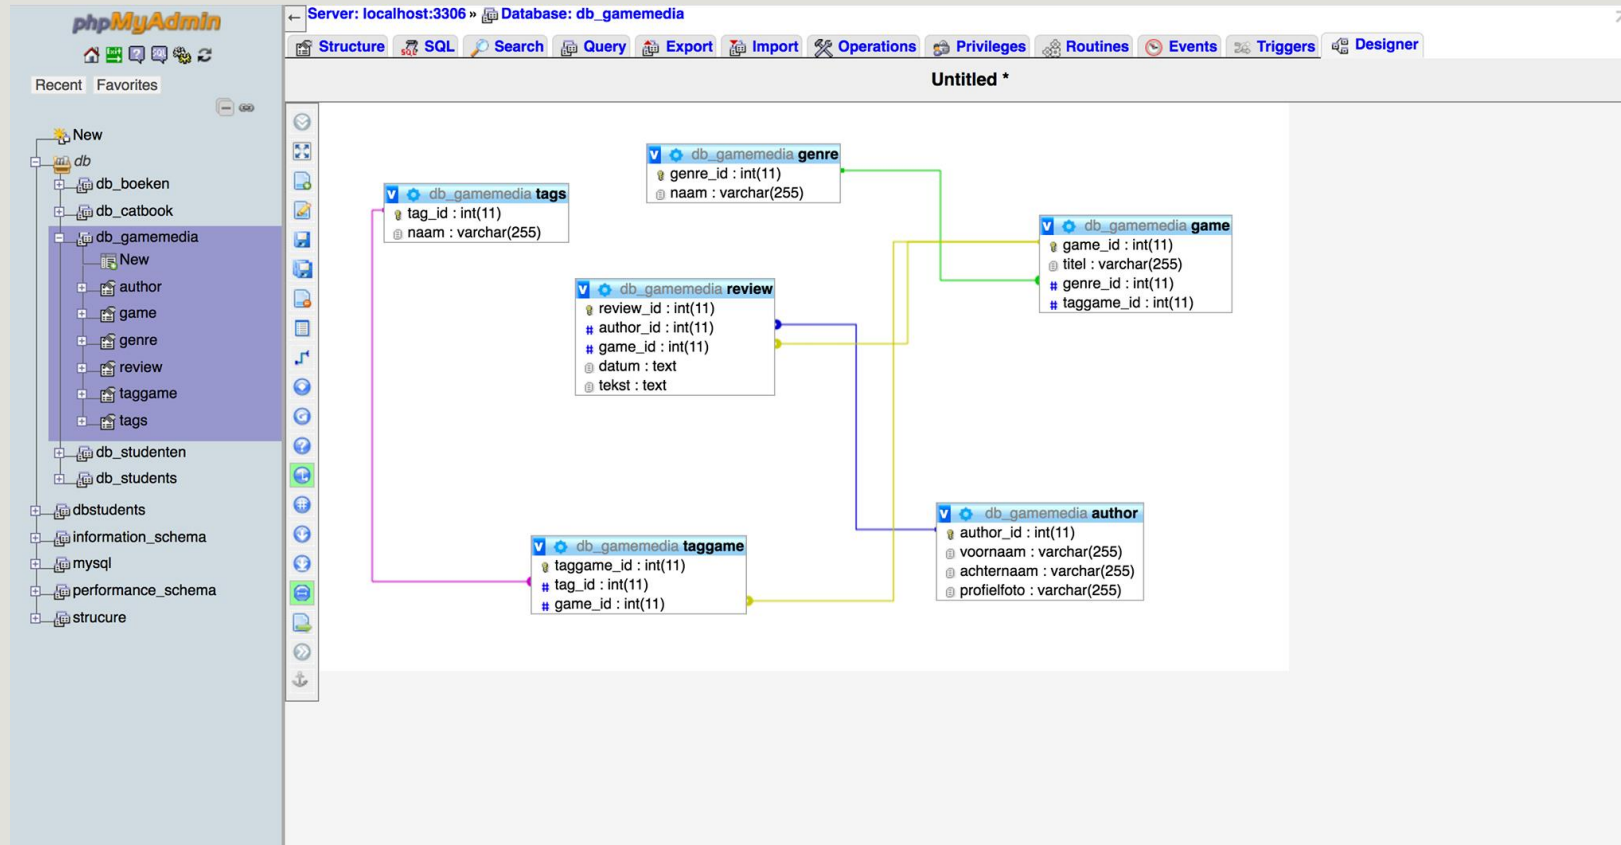 phpMyAdmin
Recent Favorites
New
db
db_boeken
db_catbook
db_gamemedia
New
author
game
genre
review
taggame
tags
db_studenten
db_students
dbstudents
information_schema
mysql
performance_schema
strucure
Server: localhost:3306 » Database: db_gamemedia
Structure SQL Search Query Export Import Operations Privileges Routines Events Triggers Designer
Untitled *
db_gamemedia genre
genre_id : int(11)
naam : varchar(255)
db_gamemedia tags
tag_id : int(11)
naam : varchar(255)
db_gamemedia game
game_id : int(11)
titel : varchar(255)
# genre_id : int(11)
# taggame_id : int(11)
db_gamemedia review
review_id : int(11)
# author_id : int(11)
# game_id : int(11)
datum : text
tekst : text
db_gamemedia author
author_id : int(11)
voornaam : varchar(255)
achternaam : varchar(255)
profielfoto : varchar(255)
db_gamemedia taggame
taggame_id : int(11)
# tag_id : int(11)
# game_id : int(11)